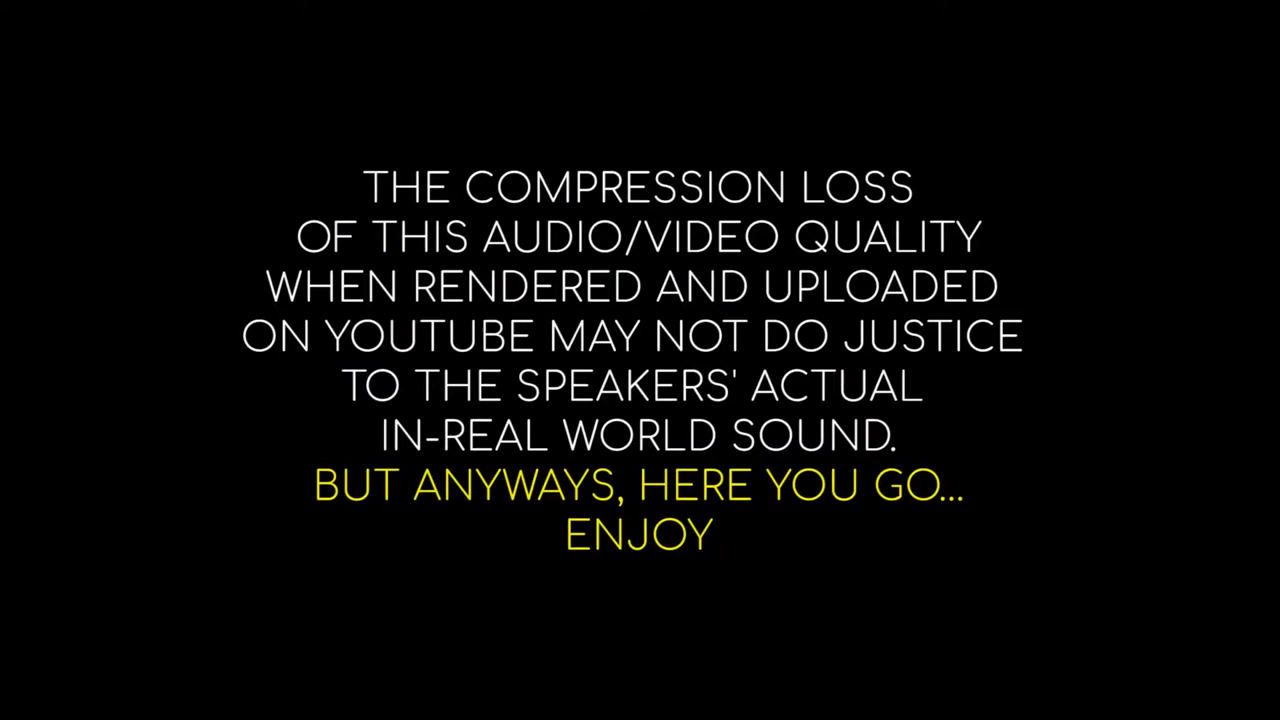 THE COMPRESSION LOSS
OF THIS AUDIO/VIDEO QUALITY
WHEN RENDERED AND UPLOADED
ON YOUTUBE MAY NOT DO JUSTICE
TO THE SPEAKERS' ACTUAL
IN-REAL WORLD SOUND.
BUT ANYWAYS, HERE YOU GO...
ENJOY